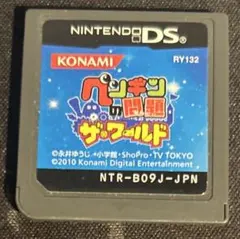 NINTENDO DS
KONAMI
RY132
ペンギン
の問題
ザ・ワールド
©永井ゆうじ・小学館・ShoPro・TV TOKYO
©2010 Konami Digital Entertainment
NTR-B09J-JPN